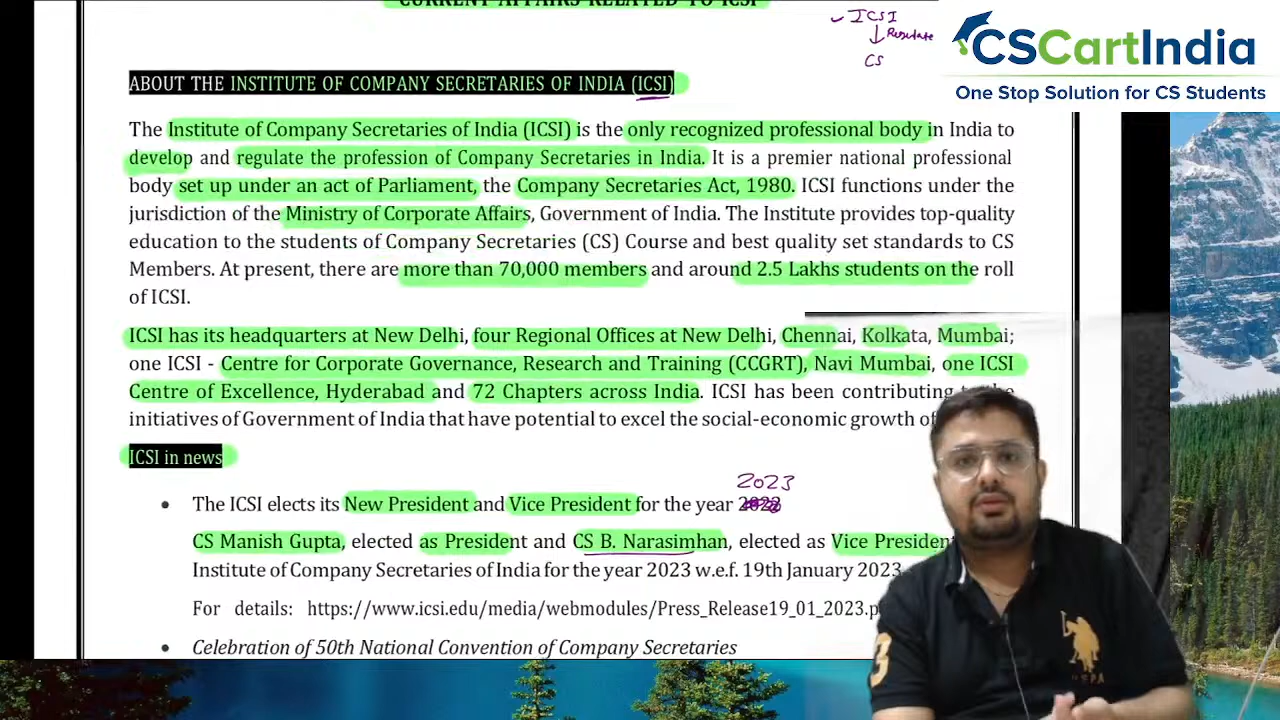 CURRENT AFFAIRS RELATED TO ICSI
ICSI
Regulate
CS
CSCartIndia
One Stop Solution for CS Students
ABOUT THE INSTITUTE OF COMPANY SECRETARIES OF INDIA (ICSI)
The Institute of Company Secretaries of India (ICSI) is the only recognized professional body in India to
develop and regulate the profession of Company Secretaries in India. It is a premier national professional
body set up under an act of Parliament, the Company Secretaries Act, 1980. ICSI functions under the
jurisdiction of the Ministry of Corporate Affairs, Government of India. The Institute provides top-quality
education to the students of Company Secretaries (CS) Course and best quality set standards to CS
Members. At present, there are more than 70,000 members and around 2.5 Lakhs students on the roll
of ICSI.
ICSI has its headquarters at New Delhi, four Regional Offices at New Delhi, Chennai, Kolkata, Mumbai;
one ICSI - Centre for Corporate Governance, Research and Training (CCGRT), Navi Mumbai, one ICSI
Centre of Excellence, Hyderabad and 72 Chapters across India. ICSI has been contributing to the
initiatives of Government of India that have potential to excel the social-economic growth of
ICSI in news
2023
• The ICSI elects its New President and Vice President for the year
CS Manish Gupta, elected as President and CS B. Narasimhan, elected as Vice President
Institute of Company Secretaries of India for the year 2023 w.e.f. 19th January 2023.
For details: https://www.icsi.edu/media/webmodules/Press_Release19_01_2023.p
• Celebration of 50th National Convention of Company Secretaries
3